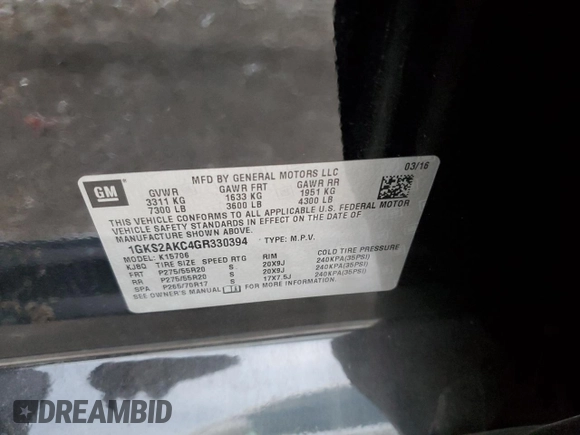 MFD BY GENERAL MOTORS LLC
03/16
GM
GVWR GAWR FRT GAWR RR
3311 KG 1633 KG 1951 KG
7300 LB 3600 LB 4300 LB
THIS VEHICLE CONFORMS TO ALL APPLICABLE U.S. FEDERAL MOTOR
VEHICLE SAFETY STANDARDS IN EFFECT ON THE DATE OF
MANUFACTURE SHOWN ABOVE.
1GKS2AKC4GR330394 TYPE: M.P.V.
MODEL: K15706
KJBQ TIRE SIZE SPEED RTG RIM COLD TIRE PRESSURE
FRT P275/55R20 S 20X9J 240KPA(35PSI)
RR P275/55R20 S 20X9J 240KPA(35PSI)
SPA P265/70R17 S 17X7.5J 240KPA(35PSI)
SEE OWNER'S MANUAL FOR MORE INFORMATION.
DREAMBID